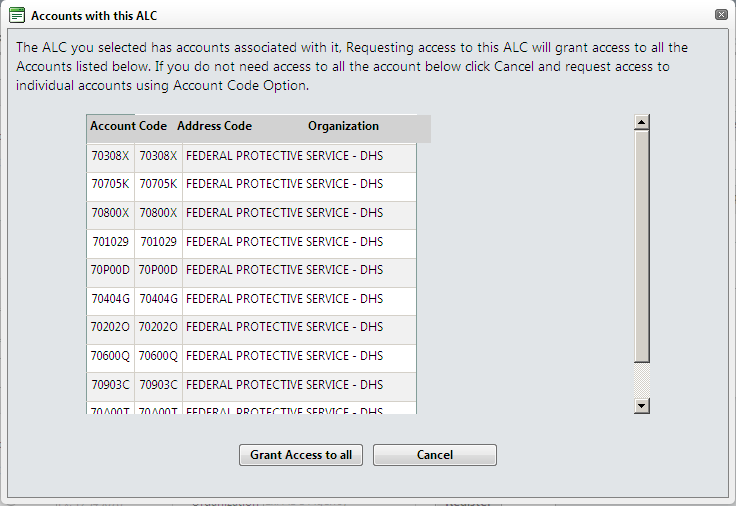 Accounts with this ALC
The ALC you selected has accounts associated with it, Requesting access to this ALC will grant access to all the
Accounts listed below. If you do not need access to all the account below click Cancel and request access to
individual accounts using Account Code Option.
Account Code Address Code Organization
70308X 70308X FEDERAL PROTECTIVE SERVICE - DHS
70705K 70705K FEDERAL PROTECTIVE SERVICE - DHS
70800X 70800X FEDERAL PROTECTIVE SERVICE - DHS
701029 701029 FEDERAL PROTECTIVE SERVICE - DHS
70P00D 70P00D FEDERAL PROTECTIVE SERVICE - DHS
70404G 70404G FEDERAL PROTECTIVE SERVICE - DHS
70202O 70202O FEDERAL PROTECTIVE SERVICE - DHS
70600Q 70600Q FEDERAL PROTECTIVE SERVICE - DHS
70903C 70903C FEDERAL PROTECTIVE SERVICE - DHS
70A00T 70A00T FEDERAL PROTECTIVE SERVICE - DHS
Grant Access to all Cancel